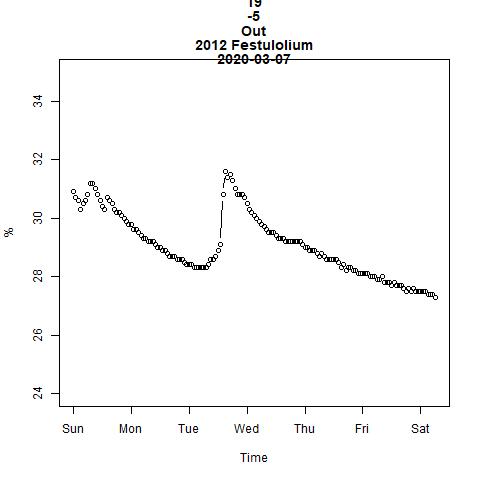 19
-5
Out
2012 Festulolium
2020-03-07
34
32
30
28
26
24
%
Sun Mon Tue Wed Thu Fri Sat
Time